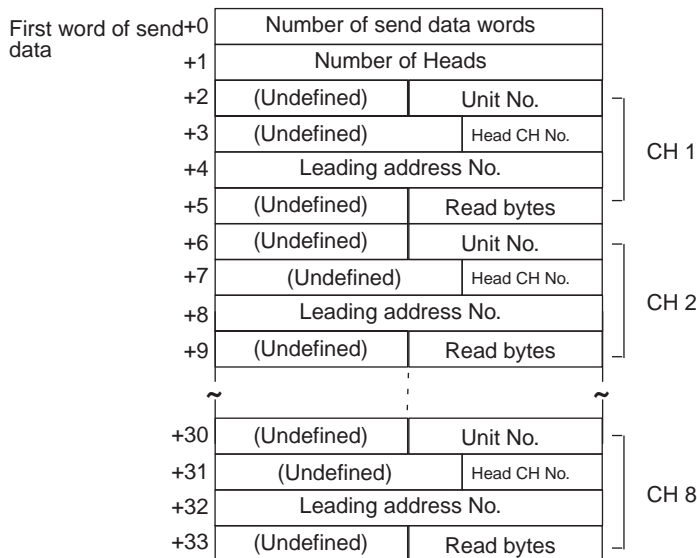 First word of send data
+0 Number of send data words
+1 Number of Heads
+2 (Undefined) Unit No.
+3 (Undefined) Head CH No.
CH 1
+4 Leading address No.
+5 (Undefined) Read bytes
+6 (Undefined) Unit No.
+7 (Undefined) Head CH No.
CH 2
+8 Leading address No.
+9 (Undefined) Read bytes
~ ~
+30 (Undefined) Unit No.
+31 (Undefined) Head CH No.
CH 8
+32 Leading address No.
+33 (Undefined) Read bytes